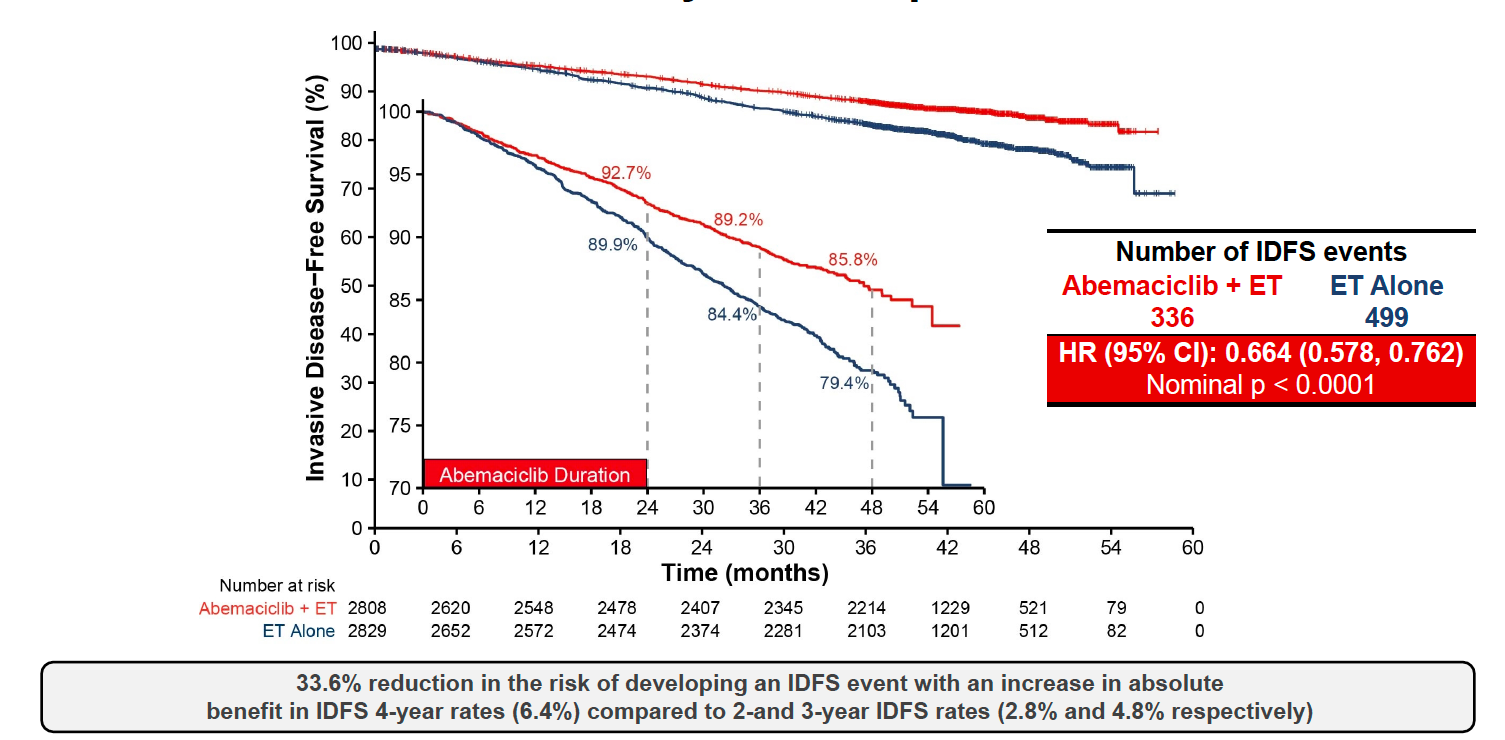 Invasive Disease–Free Survival (%)
100
90
80
70
60
50
40
30
20
10
0
100
95
90
85
80
75
70
92.7%
89.2%
85.8%
89.9%
84.4%
79.4%
Abemaciclib Duration
0 6 12 18 24 30 36 42 48 54 60
0 6 12 18 24 30 36 42 48 54 60
Time (months)
Number of IDFS events
Abemaciclib + ET ET Alone
336 499
HR (95% CI): 0.664 (0.578, 0.762)
Nominal p < 0.0001
Number at risk
Abemaciclib + ET 2808 2620 2548 2478 2407 2345 2214 1229 521 79 0
ET Alone 2829 2652 2572 2474 2374 2281 2103 1201 512 82 0
33.6% reduction in the risk of developing an IDFS event with an increase in absolute
benefit in IDFS 4-year rates (6.4%) compared to 2-and 3-year IDFS rates (2.8% and 4.8% respectively)